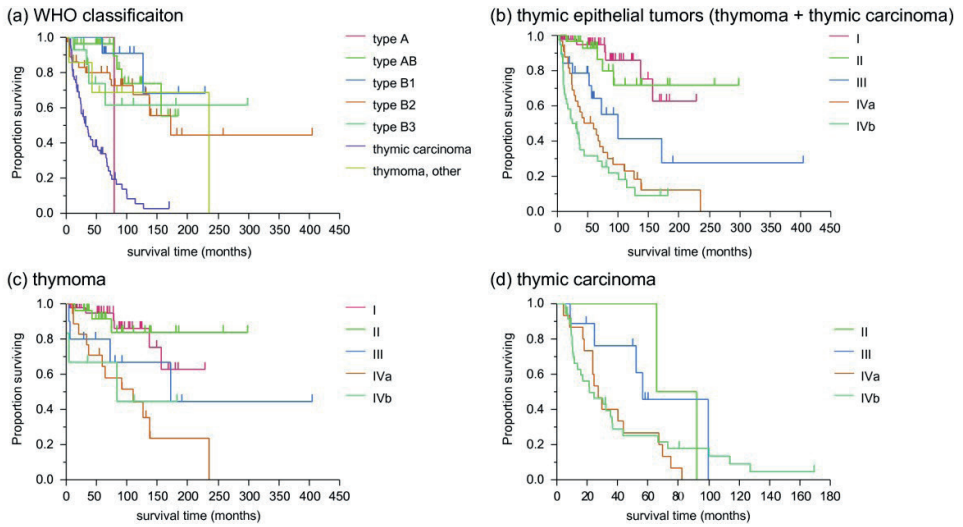 (a) WHO classificaiton
Proportion surviving
1.0
0.8
0.6
0.4
0.2
0.0
0 50 100 150 200 250 300 350 400 450
survival time (months)
type A
type AB
type B1
type B2
type B3
thymic carcinoma
thymoma, other
(b) thymic epithelial tumors (thymoma + thymic carcinoma)
Proportion surviving
1.0
0.8
0.6
0.4
0.2
0.0
0 50 100 150 200 250 300 350 400 450
survival time (months)
I
II
III
IVa
IVb
(c) thymoma
Proportion surviving
1.0
0.8
0.6
0.4
0.2
0.0
0 50 100 150 200 250 300 350 400 450
survival time (months)
I
II
III
IVa
IVb
(d) thymic carcinoma
Proportion surviving
1.0
0.8
0.6
0.4
0.2
0.0
0 20 40 60 80 100 120 140 160 180
survival time (months)
II
III
IVa
IVb